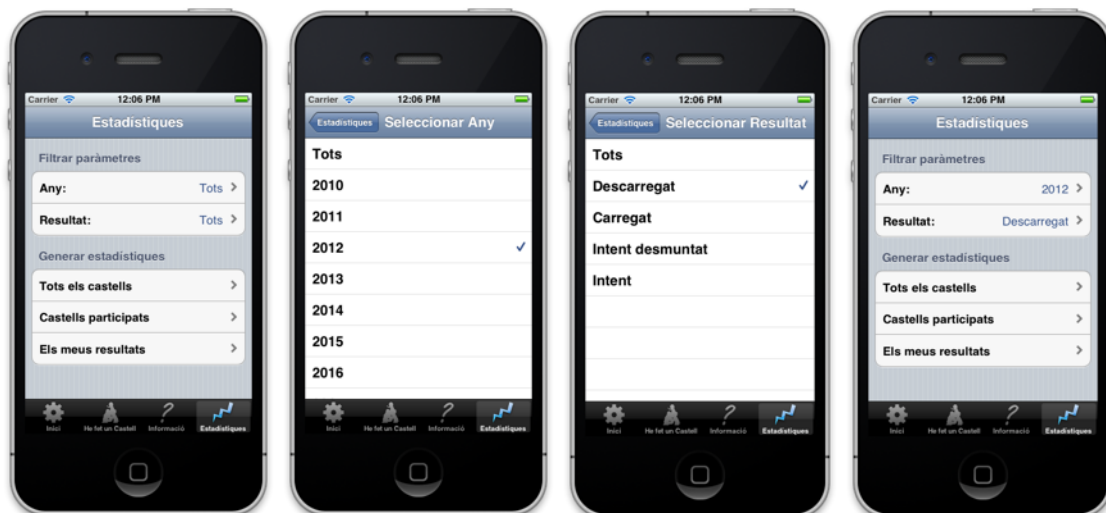 Carrier 12:06 PM
Estadístiques
Filtrar paràmetres
Any: Tots
Resultat: Tots
Generar estadístiques
Tots els castells
Castells participats
Els meus resultats
Inici He fet un Castell Informació Estadístiques
Carrier 12:06 PM
Estadístiques Seleccionar Any
Tots
2010
2011
2012
2013
2014
2015
2016
Inici He fet un Castell Informació Estadístiques
Carrier 12:06 PM
Estadístiques Seleccionar Resultat
Tots
Descarregat
Carregat
Intent desmuntat
Intent
Inici He fet un Castell Informació Estadístiques
Carrier 12:06 PM
Estadístiques
Filtrar paràmetres
Any: 2012
Resultat: Descarregat
Generar estadístiques
Tots els castells
Castells participats
Els meus resultats
Inici He fet un Castell Informació Estadístiques